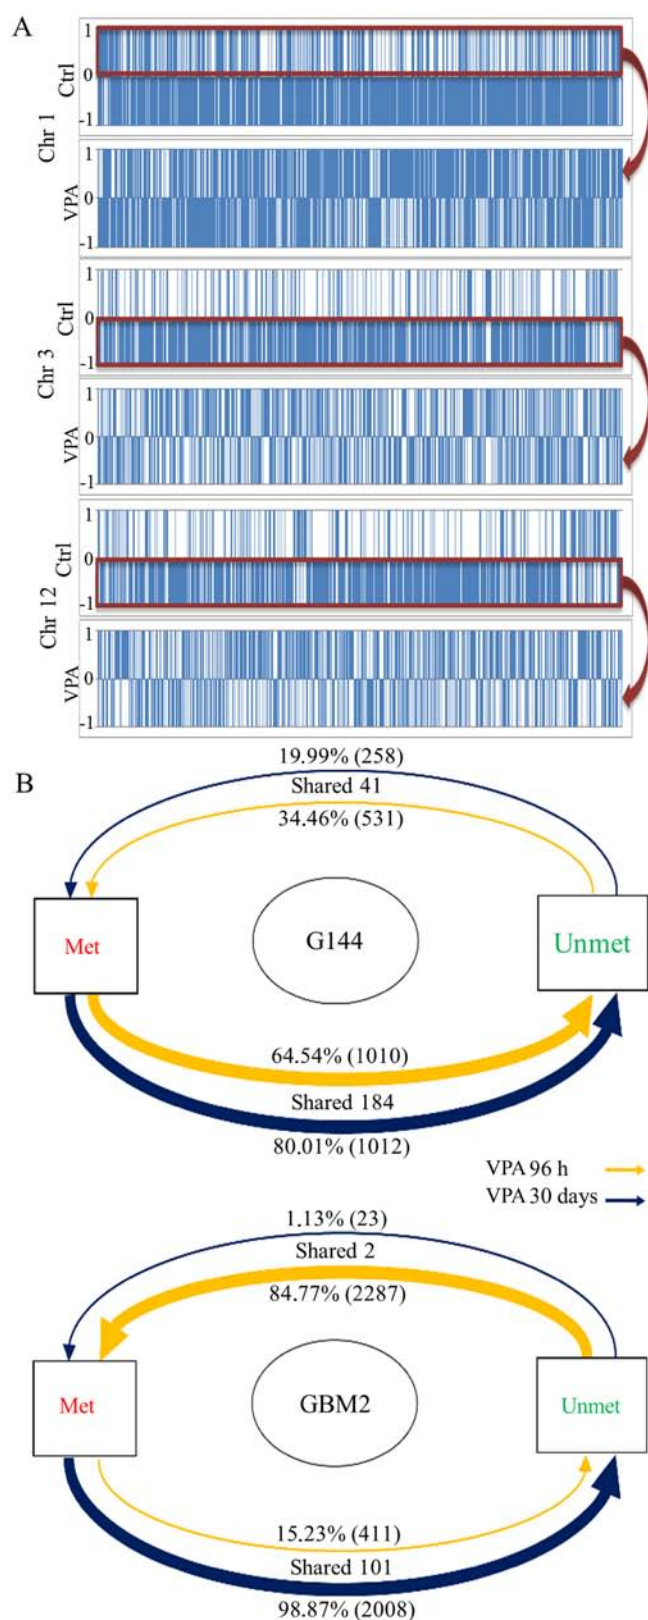 A
Chr 1
Ctrl
1
0
-1
VPA
1
0
-1
Chr 3
Ctrl
1
0
-1
VPA
1
0
-1
Chr 12
Ctrl
1
0
-1
VPA
1
0
-1
B
19.99% (258)
Shared 41
34.46% (531)
Met
G144
Unmet
64.54% (1010)
Shared 184
80.01% (1012)
VPA 96 h
VPA 30 days
1.13% (23)
Shared 2
84.77% (2287)
Met
GBM2
Unmet
15.23% (411)
Shared 101
98.87% (2008)